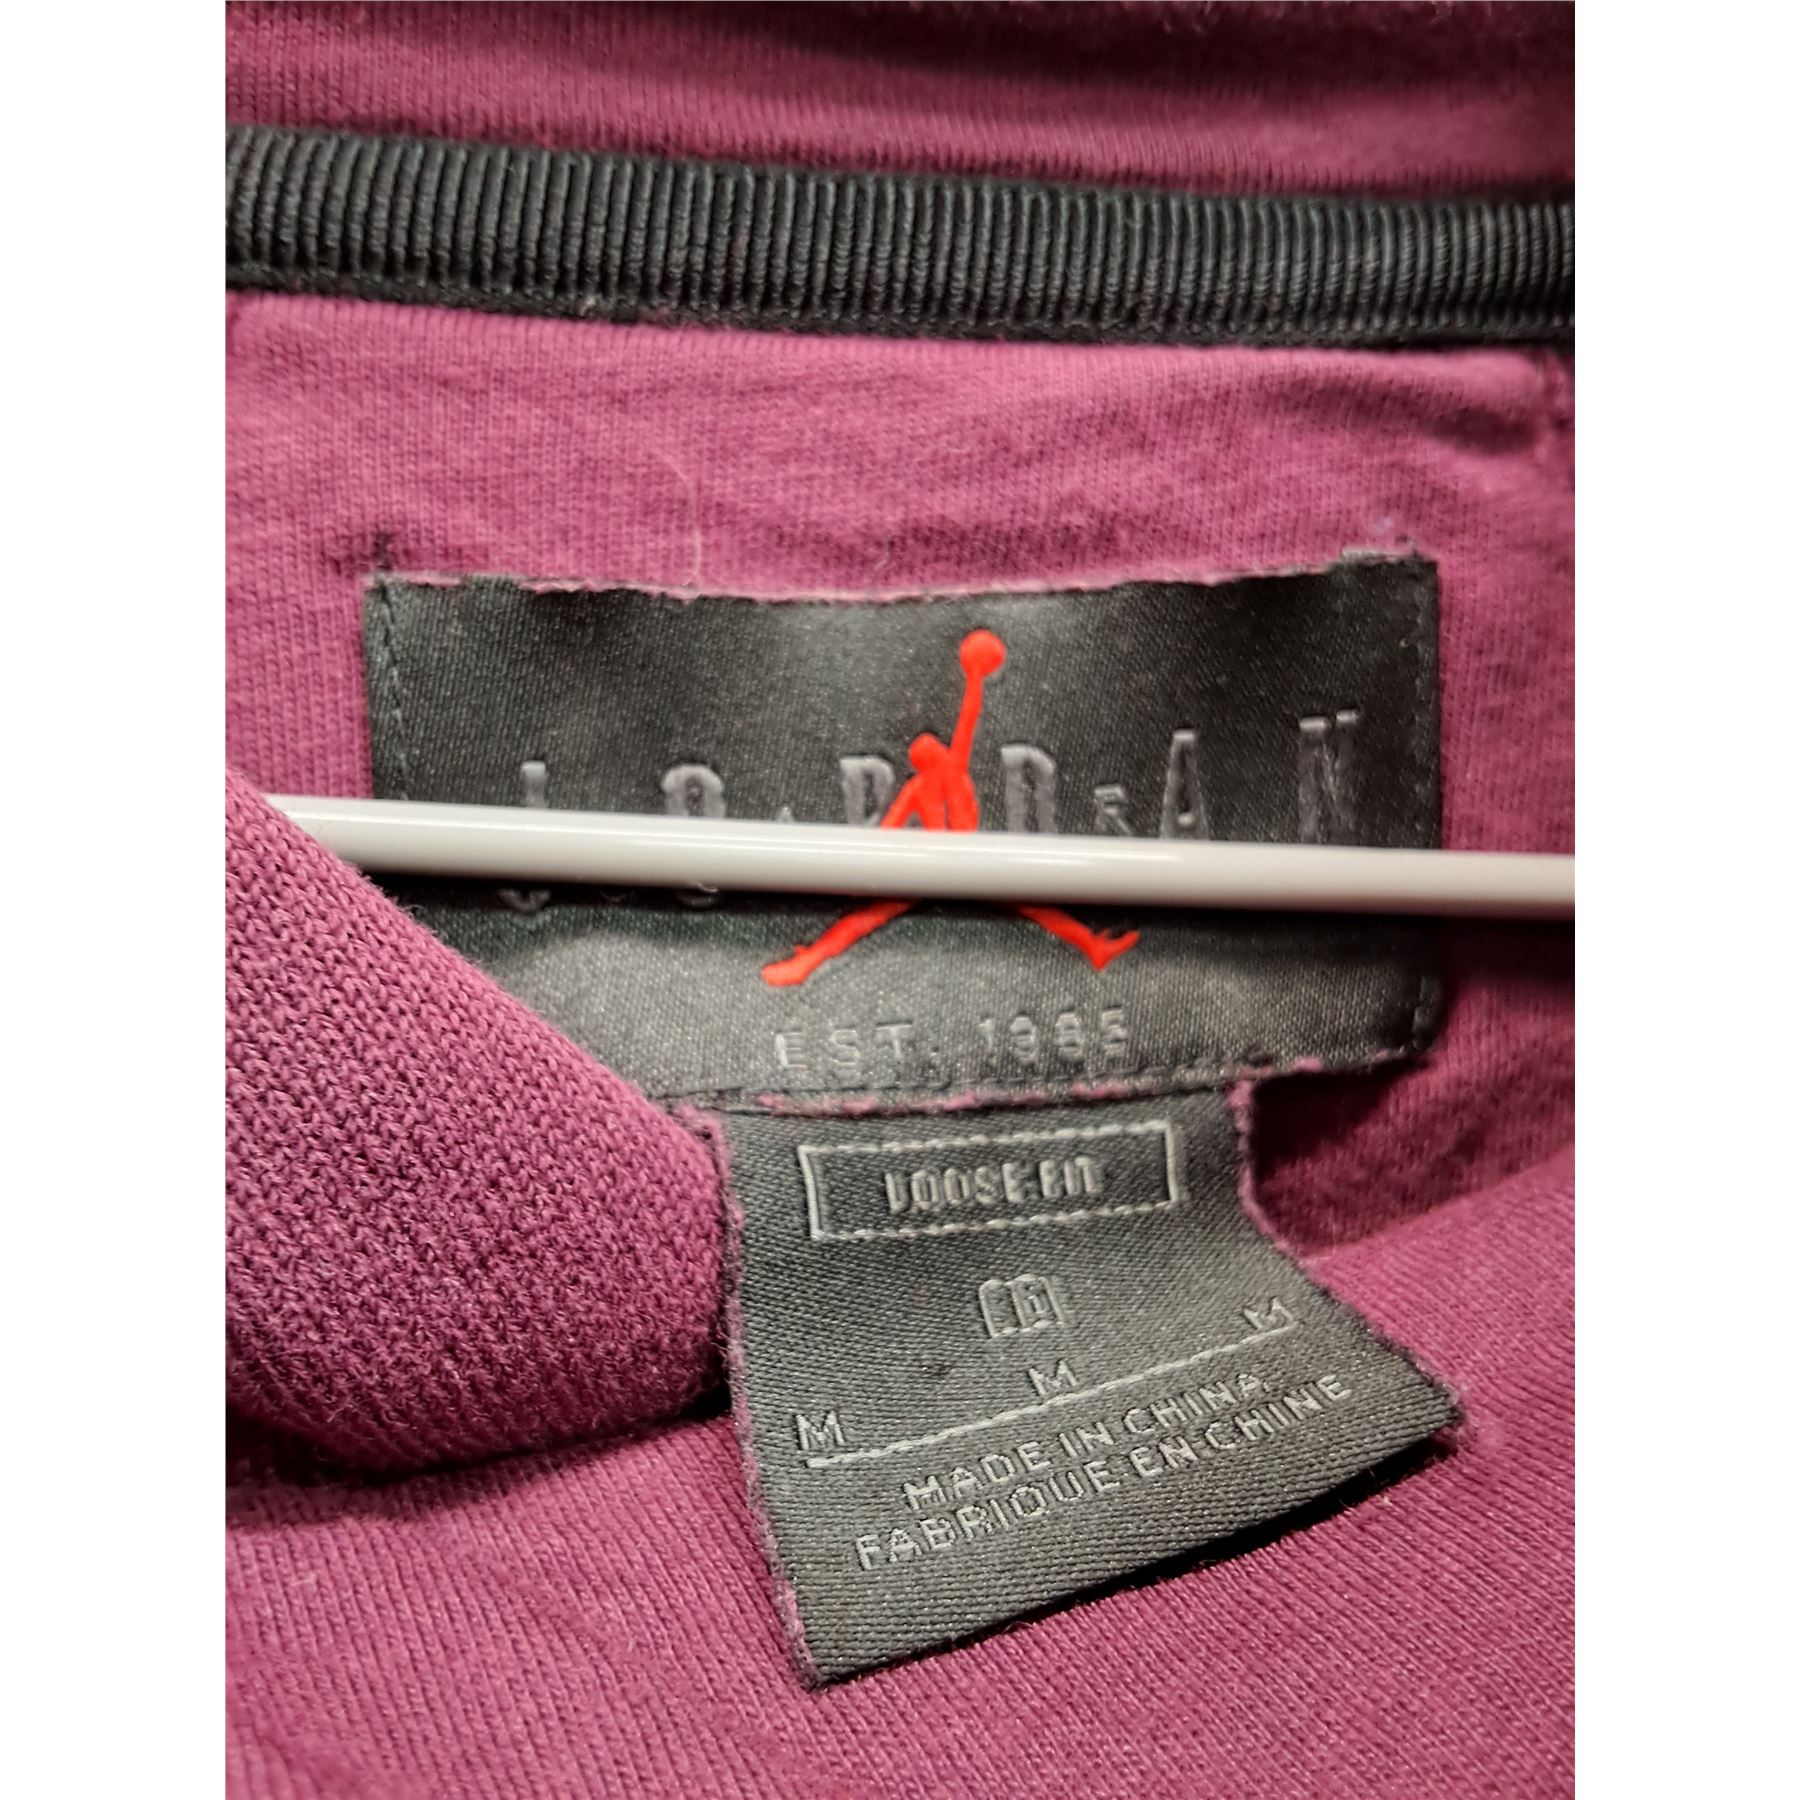 JORDAN
EST. 1985
LOOSE FIT
M
M
M
MADE IN CHINA
FABRIQUE EN CHINE